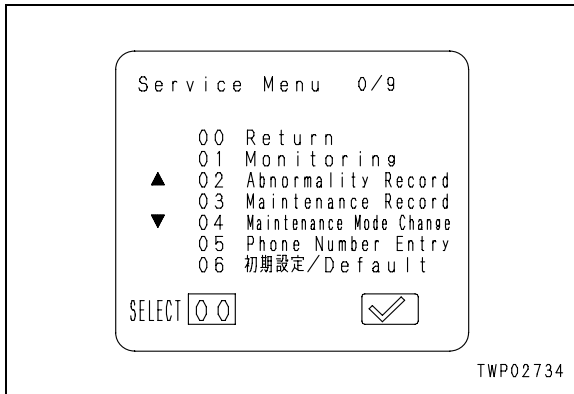 Service Menu 0/9
00 Return
01 Monitoring
▲ 02 Abnormality Record
03 Maintenance Record
▼ 04 Maintenance Mode Change
05 Phone Number Entry
06 初期設定/Default
SELECT 00
TWP02734